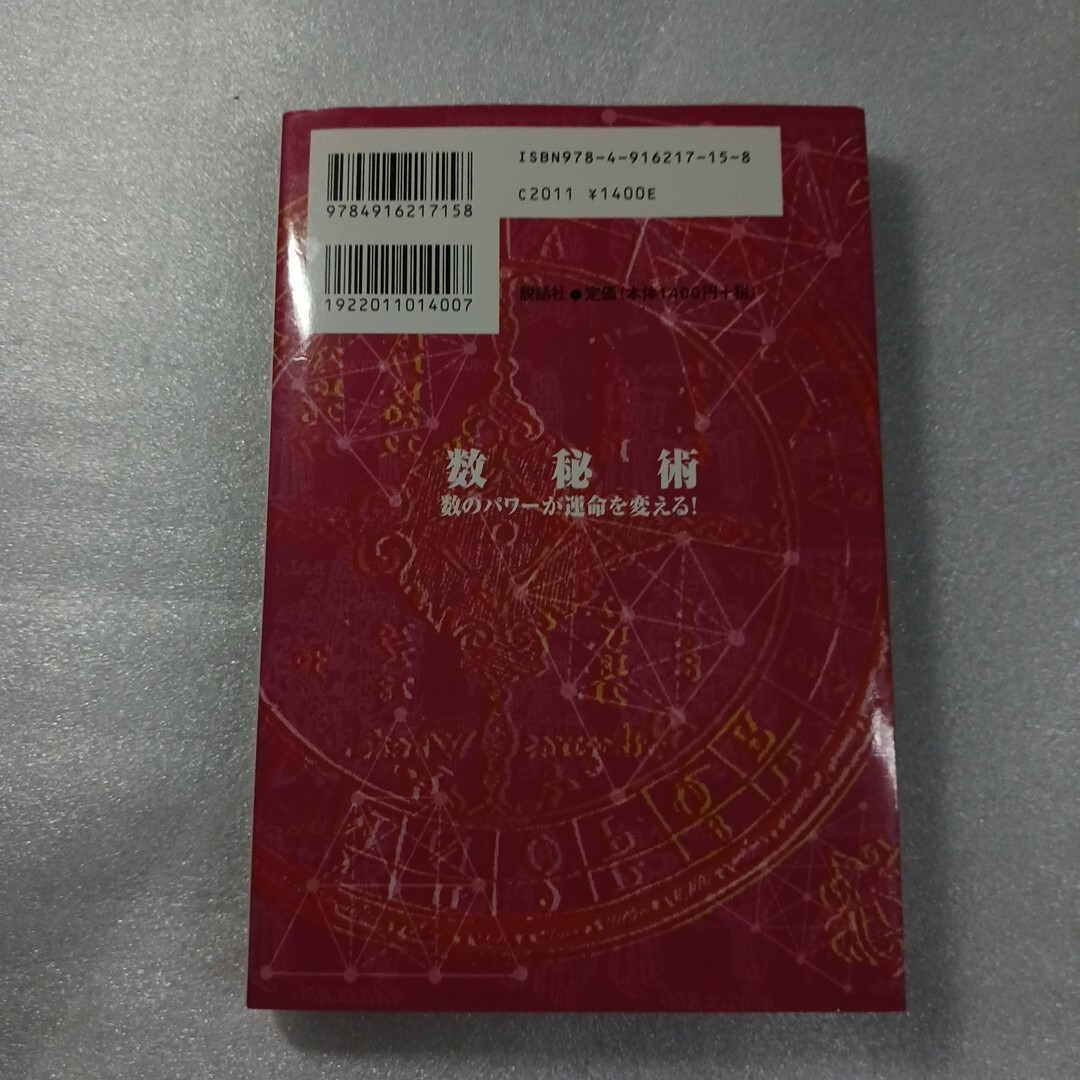 ISBN978-4-916217-15-8
C2011 ¥1400E
9784916217158
1922011014007
説話社●定価(本体1400円+税)
数秘術
数のパワーが運命を変える!